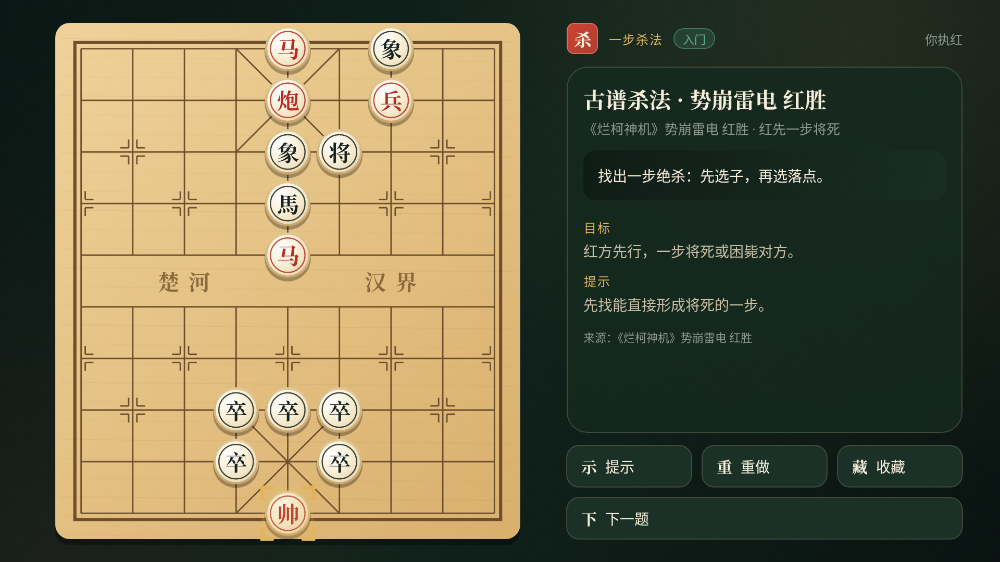 马 象
炮 兵
象 将
馬
马
楚河 汉界
卒 卒 卒
卒 卒
帅
杀 一步杀法 入门 你执红
古谱杀法 · 势崩雷电 红胜
《烂柯神机》势崩雷电 红胜 · 红先一步将死
找出一步绝杀：先选子，再选落点。
目标
红方先行，一步将死或困毙对方。
提示
先找能直接形成将死的一步。
来源：《烂柯神机》势崩雷电 红胜
示 提示 重 重做 藏 收藏
下 下一题